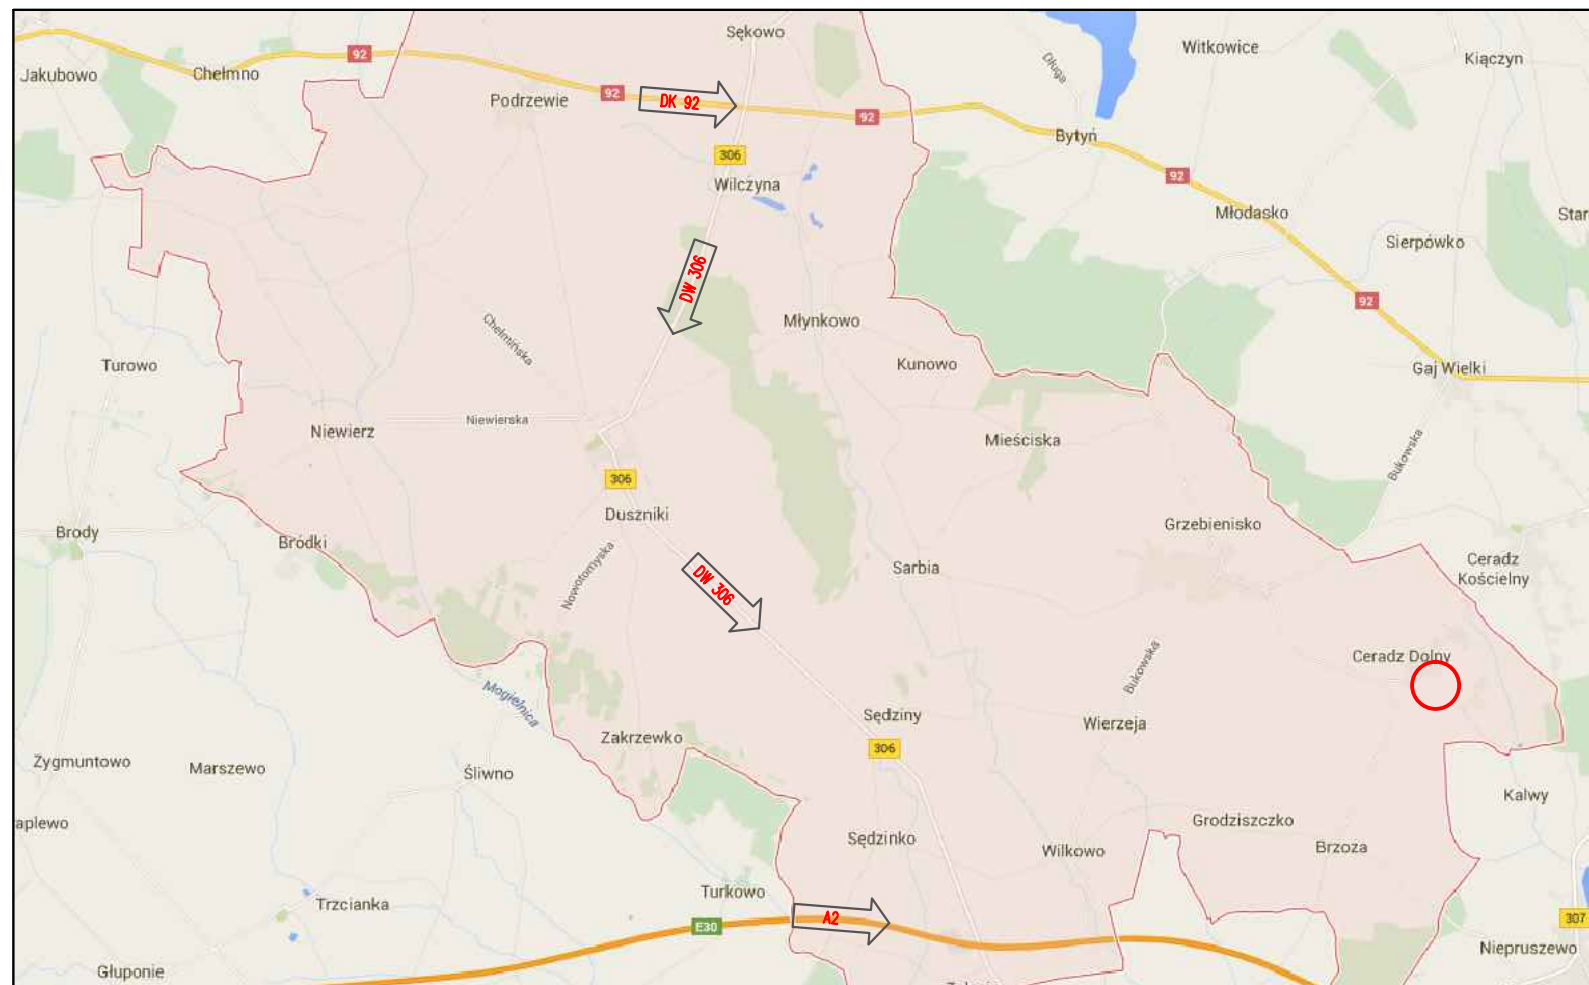 Sękowo
Witkowice
Kiączyn
Jakubowo
Chełmno
92
Długa
Podrzewie
92
DK 92
92
Bytyń
306
92
Wilczyna
Młodasko
Star
Sierpówko
DW 306
92
Chełmińska
Młynkowo
Turowo
Kunowo
Gaj Wielki
Niewierz
Niewierska
Mieściska
Bukowska
306
Duszniki
Grzebienisko
Brody
Bródki
Nowotomyska
Sarbia
Ceradz
Kościelny
DW 306
Ceradz Dolny
Bukowska
Mogielnica
Sędziny
Wierzeja
Zakrzewko
306
Zygmuntowo
Marszewo
Śliwno
Kalwy
aplewo
Grodziszczko
Sędzinko
Wilkowo
Brzoza
Turkowo
Trzcianka
A2
E30
307
Niepruszewo
Głuponie